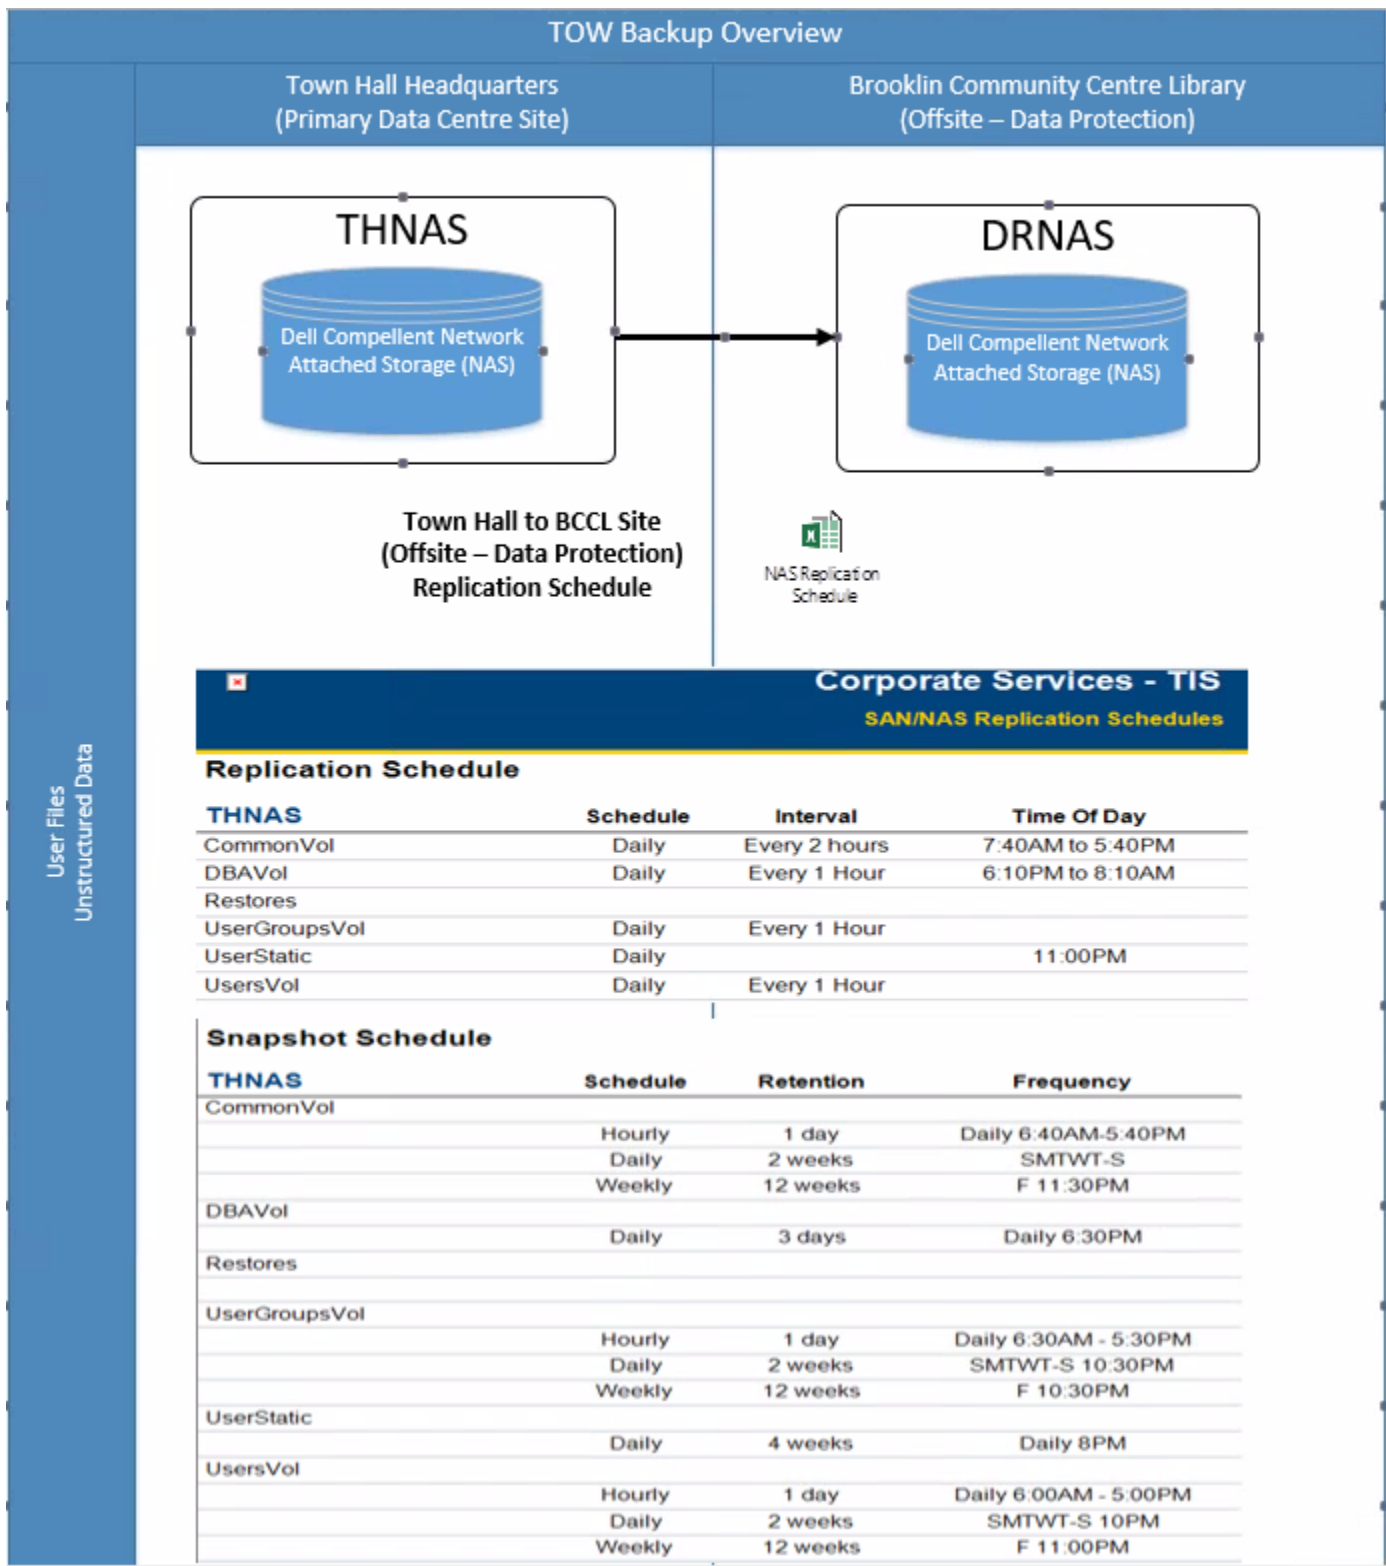 TOW Backup Overview
Town Hall Headquarters
(Primary Data Centre Site)
Brooklin Community Centre Library
(Offsite – Data Protection)
User Files
Unstructured Data
THNAS
Dell Compellent Network
Attached Storage (NAS)
DRNAS
Dell Compellent Network
Attached Storage (NAS)
Town Hall to BCCL Site
(Offsite – Data Protection)
Replication Schedule
NAS Replication
Schedule
Corporate Services - TIS
SAN/NAS Replication Schedules
Replication Schedule
THNAS Schedule Interval Time Of Day
CommonVol Daily Every 2 hours 7:40AM to 5:40PM
DBAVol Daily Every 1 Hour 6:10PM to 8:10AM
Restores
UserGroupsVol Daily Every 1 Hour
UserStatic Daily 11:00PM
UsersVol Daily Every 1 Hour
Snapshot Schedule
THNAS Schedule Retention Frequency
CommonVol
Hourly 1 day Daily 6:40AM-5:40PM
Daily 2 weeks SMTWT-S
Weekly 12 weeks F 11:30PM
DBAVol
Daily 3 days Daily 6:30PM
Restores
UserGroupsVol
Hourly 1 day Daily 6:30AM - 5:30PM
Daily 2 weeks SMTWT-S 10:30PM
Weekly 12 weeks F 10:30PM
UserStatic
Daily 4 weeks Daily 8PM
UsersVol
Hourly 1 day Daily 6:00AM - 5:00PM
Daily 2 weeks SMTWT-S 10PM
Weekly 12 weeks F 11:00PM